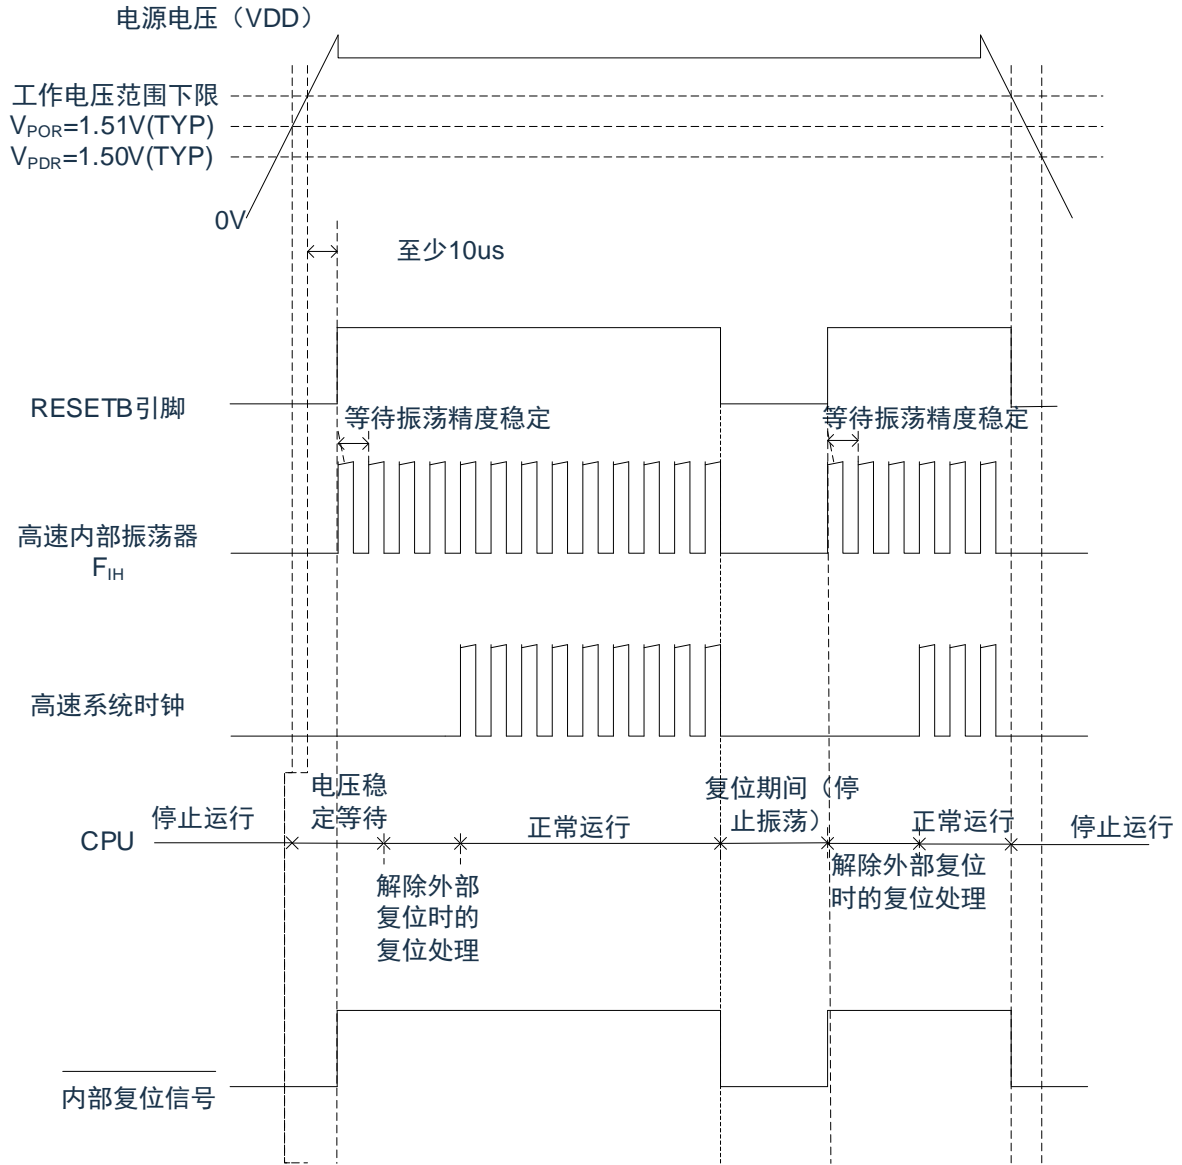 电源电压（VDD）
工作电压范围下限
VPOR=1.51V(TYP)
VPDR=1.50V(TYP)
0V
至少10us
RESETB引脚
等待振荡精度稳定
等待振荡精度稳定
高速内部振荡器
FIH
高速系统时钟
CPU
停止运行
电压稳
定等待
正常运行
复位期间（停
止振荡）
正常运行
停止运行
解除外部
复位时的
复位处理
解除外部复位
时的复位处理
内部复位信号